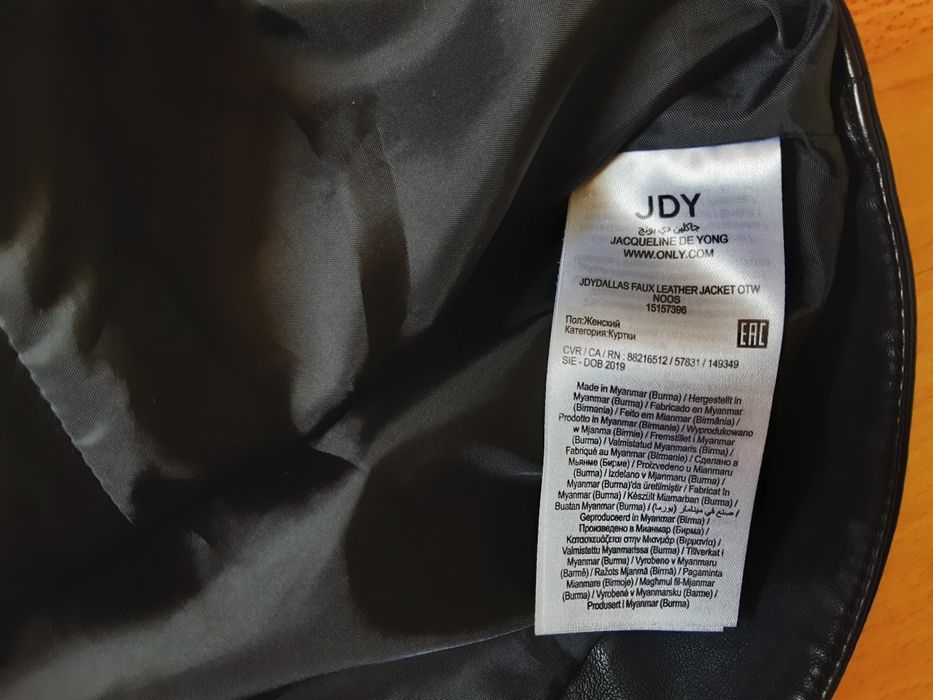 JDY
جاكلين دي يونج
JACQUELINE DE YONG
WWW.ONLY.COM
JDYDALLAS FAUX LEATHER JACKET OTW
NOOS
15157396
Пол:Женский
Категория:Куртки
EAC
CVR / CA / RN : 88216512 / 57831 / 149349
SIE - DOB 2019
Made in Myanmar (Burma) / Hergestellt in
Myanmar (Burma) / Fabricado en Myanmar
(Birmania) / Feito em Mianmar (Birmânia) /
Prodotto in Myanmar (Birmania) / Wyprodukowano
w Mjanma (Birmie) / Fremstillet i Myanmar
(Burma) / Valmistatud Myanmaris (Birma) /
Fabriqué au Myanmar (Birmanie) / Сделано в
Мьянме (Бирме) / Proizvedeno u Mianmaru
(Burma) / Izdelano v Mjanmaru (Burma) /
Myanmar (Burma)'da üretilmiştir / Fabricat în
Myanmar (Burma) / Készült Miamarban (Burma) /
Buatan Myanmar (Burma) / صنع في ميانمار (بورما) /
Geproduceerd in Myanmar (Birma) /
Произведено в Мианмар (Бирма) /
Κατασκευάζεται στην Μιανμάρ (Βιρμανία) /
Valmistettu Myanmarissa (Burma) / Tillverkat i
Myanmar (Burma) / Vyrobeno v Myanmaru
(Barmě) / Ražots Mjanmā (Birmā) / Pagaminta
Mianmare (Birmoje) / Magħmul fil-Mjanmar
(Burma) / Vyrobené v Myanmarsku (Barme) /
Produsert i Myanmar (Burma)